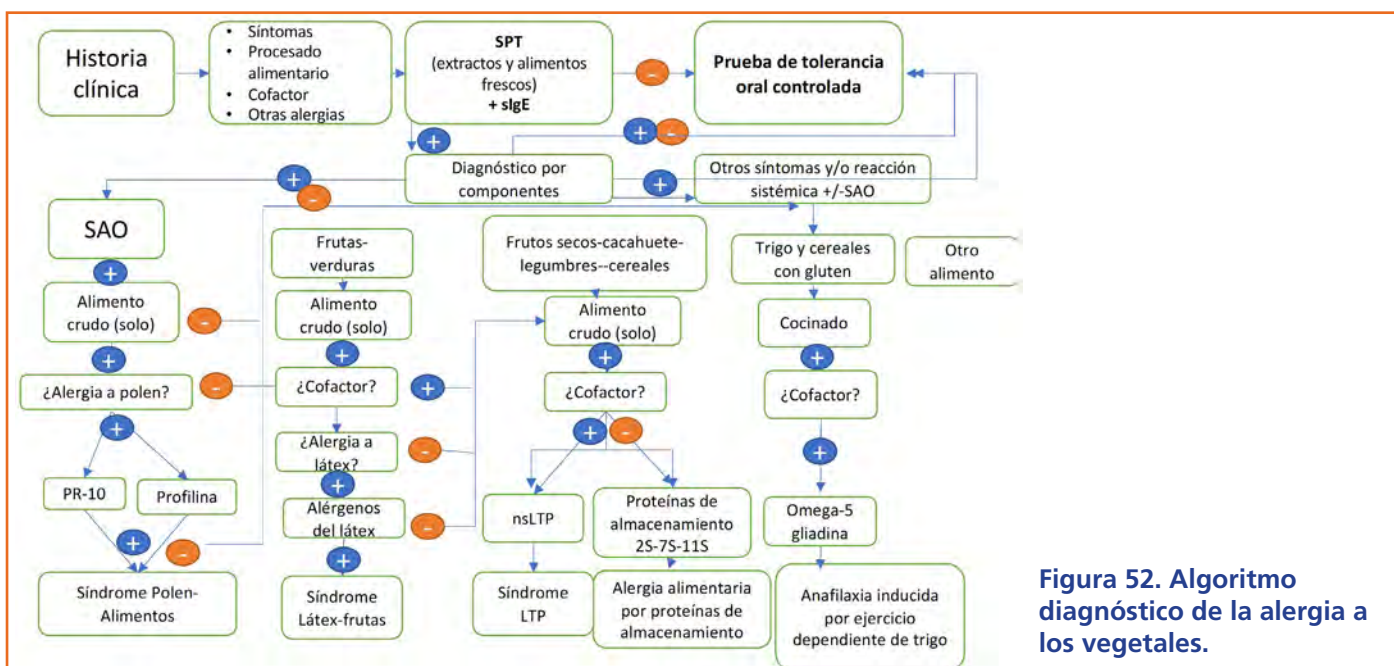 Historia
clínica
• Síntomas
• Procesado
alimentario
• Cofactor
• Otras alergias
SPT
(extractos y alimentos
frescos)
+ sIgE
-
Prueba de tolerancia
oral controlada
+
+
-
Diagnóstico por
componentes
+
-
+
Otros síntomas y/o reacción
sistémica +/-SAO
SAO
+
Alimento
crudo (solo)
-
+
¿Alergia a polen?
-
+
PR-10
Profilina
+
-
Síndrome Polen-
Alimentos
Frutas-
verduras
Alimento
crudo (solo)
+
¿Cofactor?
+
¿Alergia a
látex?
-
+
Alérgenos
del látex
-
+
Síndrome
Látex-frutas
Frutos secos-cacahuete-
legumbres--cereales
Alimento
crudo (solo)
+
¿Cofactor?
+
-
nsLTP
Síndrome
LTP
Proteínas de
almacenamiento
2S-7S-11S
Alergia alimentaria
por proteínas de
almacenamiento
Trigo y cereales
con gluten
Cocinado
+
¿Cofactor?
+
Omega-5
gliadina
Anafilaxia inducida
por ejercicio
dependiente de trigo
Otro
alimento
Figura 52. Algoritmo
diagnóstico de la alergia a
los vegetales.